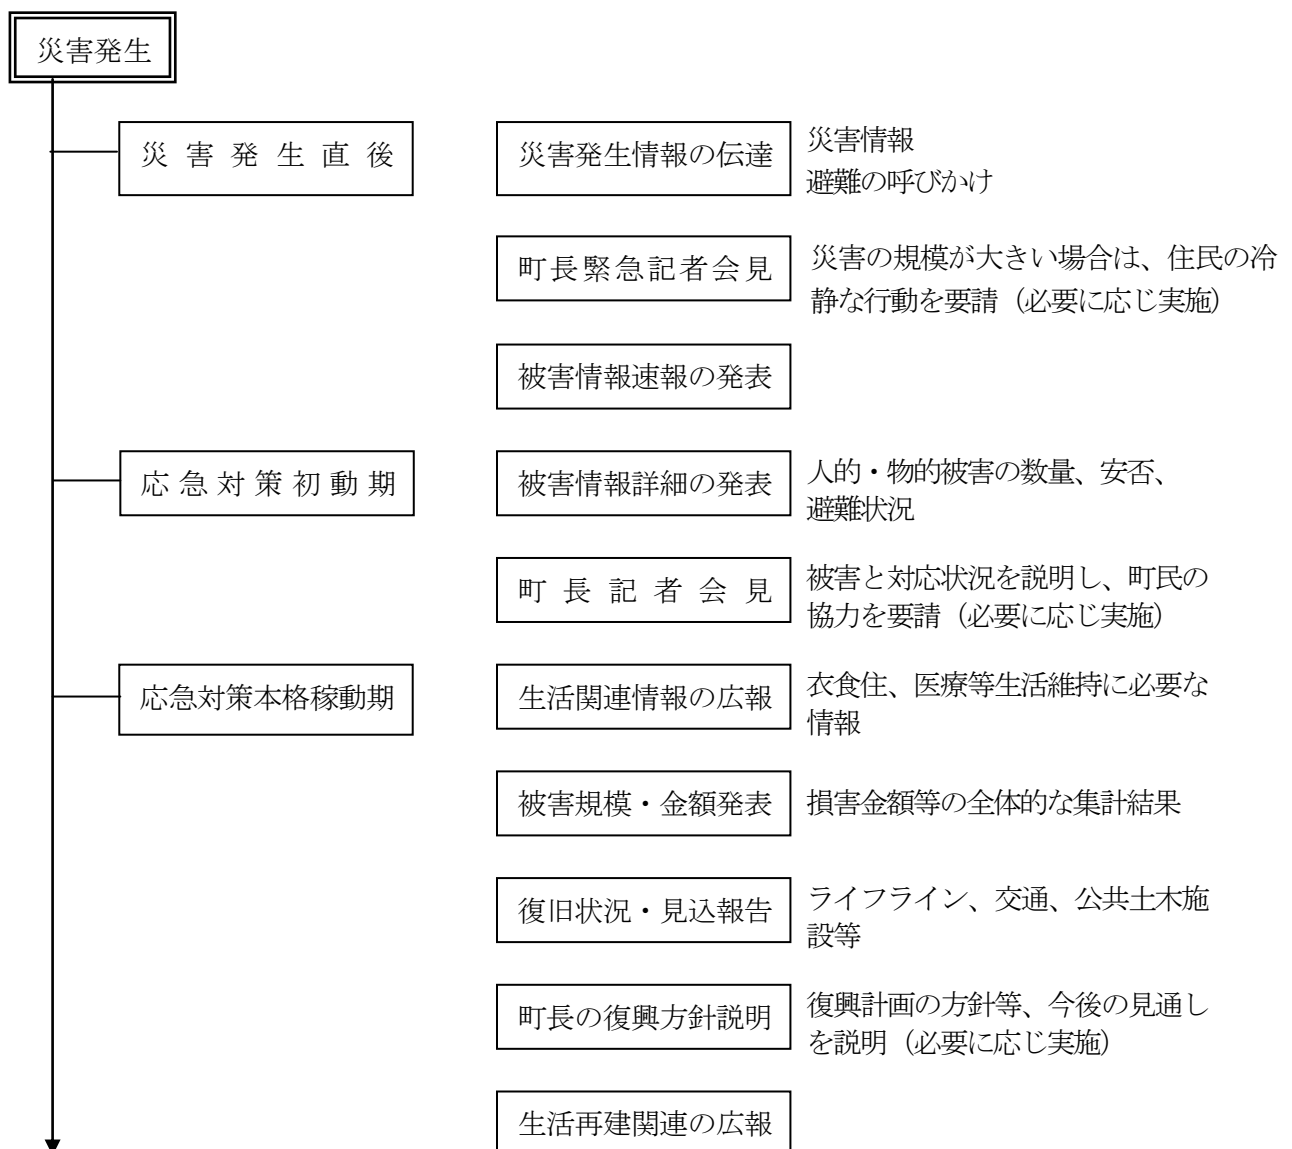 災害発生
災害発生直後
災害発生情報の伝達
災害情報
避難の呼びかけ
町長緊急記者会見
災害の規模が大きい場合は、住民の冷
静な行動を要請（必要に応じ実施）
被害情報速報の発表
応急対策初動期
被害情報詳細の発表
人的・物的被害の数量、安否、
避難状況
町長記者会見
被害と対応状況を説明し、町民の
協力を要請（必要に応じ実施）
応急対策本格稼動期
生活関連情報の広報
衣食住、医療等生活維持に必要な
情報
被害規模・金額発表
損害金額等の全体的な集計結果
復旧状況・見込報告
ライフライン、交通、公共土木施
設等
町長の復興方針説明
復興計画の方針等、今後の見通し
を説明（必要に応じ実施）
生活再建関連の広報